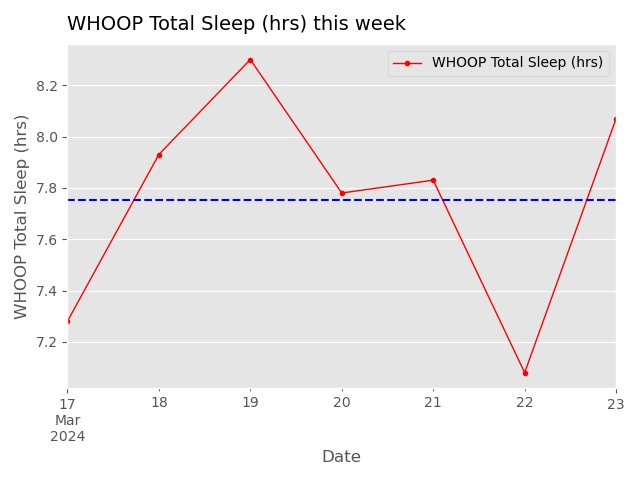 WHOOP Total Sleep (hrs) this week
WHOOP Total Sleep (hrs)
WHOOP Total Sleep (hrs)
8.2
8.0
7.8
7.6
7.4
7.2
17 18 19 20 21 22 23
Mar
2024
Date